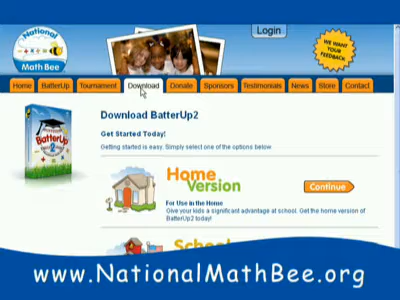 National
Math Bee
Login
WE WANT
YOUR
FEEDBACK
Home BatterUp Tournament Download Donate Sponsors Testimonials News Store Contact
Download BatterUp2
Get Started Today!
Getting started is easy. Simply select one of the options below
BatterUp
2
Home
Version
Continue
For Use in the Home
Give your kids a significant advantage at school. Get the home version of
BatterUp2 today!
www.NationalMathBee.org